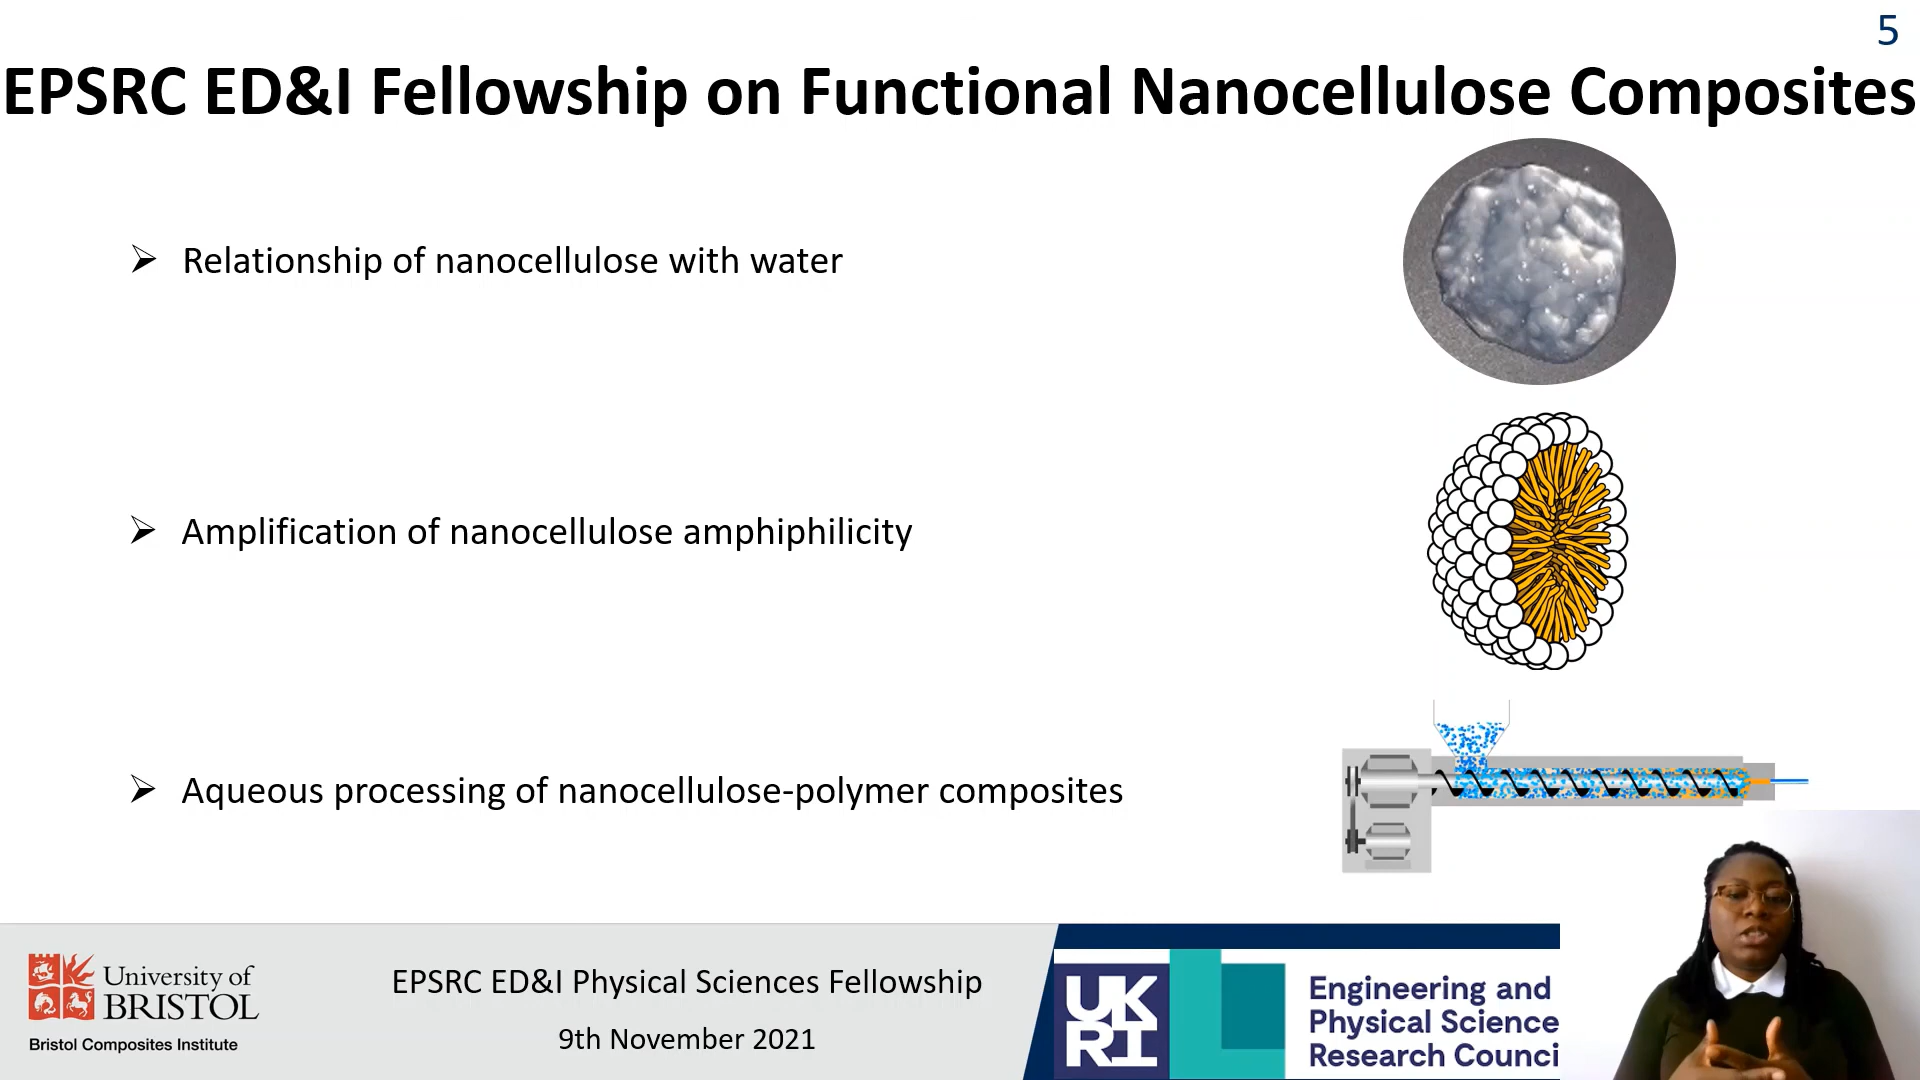 5
EPSRC ED&I Fellowship on Functional Nanocellulose Composites
➢ Relationship of nanocellulose with water
➢ Amplification of nanocellulose amphiphilicity
➢ Aqueous processing of nanocellulose-polymer composites
University of
BRISTOL
Bristol Composites Institute
EPSRC ED&I Physical Sciences Fellowship
9th November 2021
UK
RI
Engineering and
Physical Science
Research Counci